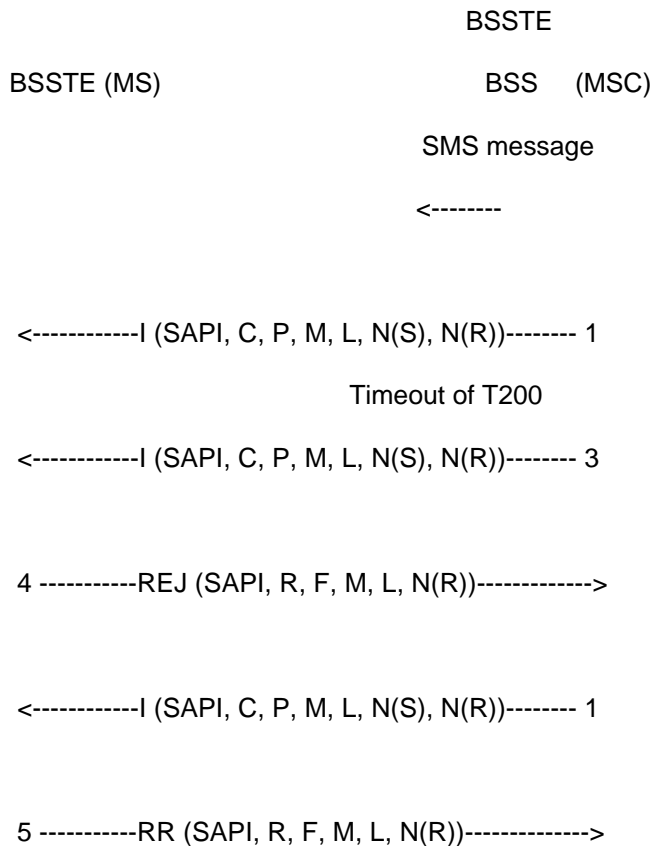 BSSTE
BSSTE (MS) BSS (MSC)
SMS message
<--------
<------------I (SAPI, C, P, M, L, N(S), N(R))-------- 1
Timeout of T200
<------------I (SAPI, C, P, M, L, N(S), N(R))-------- 3
4 -----------REJ (SAPI, R, F, M, L, N(R))------------->
<------------I (SAPI, C, P, M, L, N(S), N(R))-------- 1
5 -----------RR (SAPI, R, F, M, L, N(R))-------------->